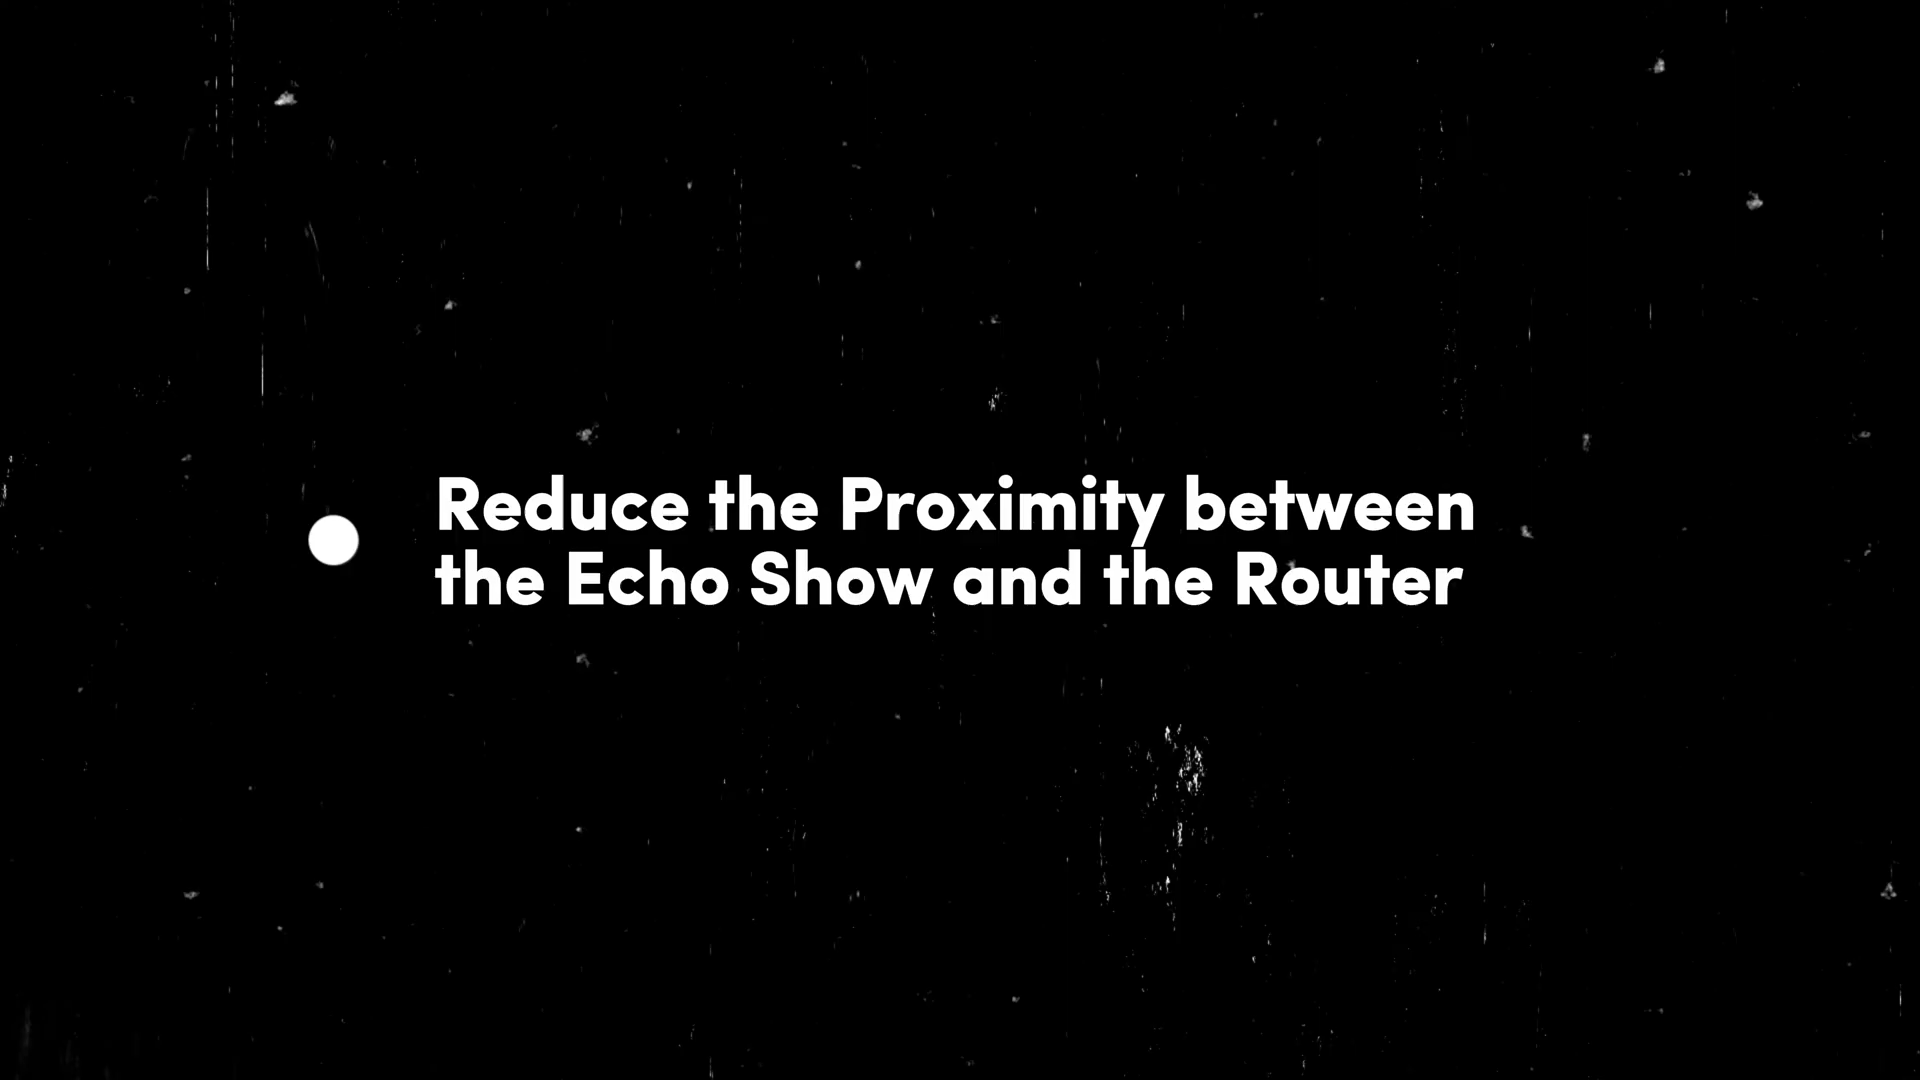 Reduce the Proximity between
the Echo Show and the Router